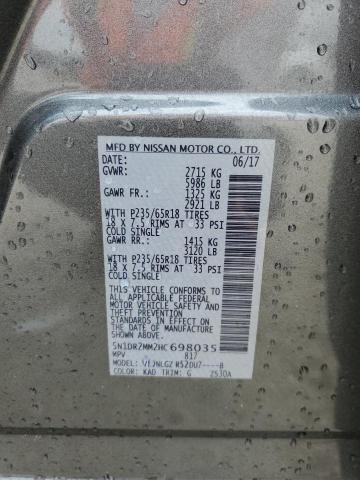 MFD BY NISSAN MOTOR CO., LTD.
DATE: 06/17
GVWR: 2715 KG
5986 LB
GAWR FR.: 1325 KG
2921 LB
WITH P235/65R18 TIRES
18 X 7.5 RIMS AT 33 PSI
COLD SINGLE
GAWR RR.: 1415 KG
3120 LB
WITH P235/65R18 TIRES
18 X 7.5 RIMS AT 33 PSI
COLD SINGLE
THIS VEHICLE CONFORMS TO
ALL APPLICABLE FEDERAL MOTOR
VEHICLE SAFETY STANDARDS
IN EFFECT ON THE DATE OF
MANUFACTURE SHOWN ABOVE
5N1DR2MM2HC698035
MPV 817
MODEL:
COLOR: KAD TRIM: G 2530A